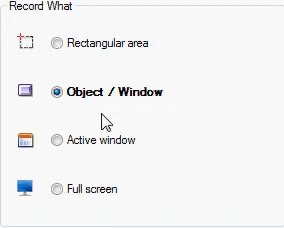 Record What
Rectangular area
Object / Window
Active window
Full screen